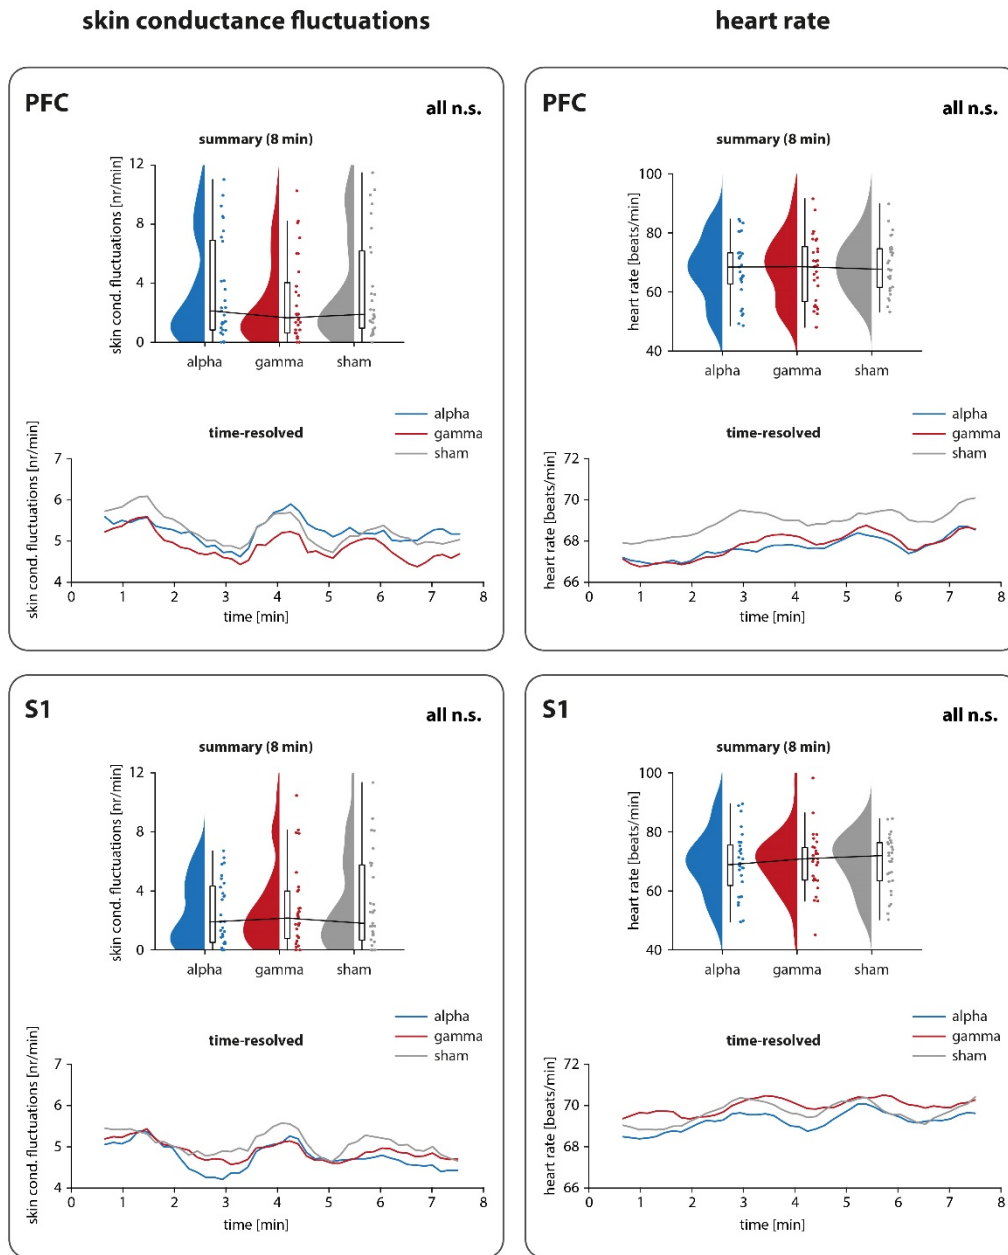 skin conductance fluctuations
heart rate
PFC
all n.s.
summary (8 min)
skin cond. fluctuations [nr/min]
12
8
4
0
alpha
gamma
sham
alpha
gamma
sham
time-resolved
skin cond. fluctuations [nr/min]
7
6
5
4
0 1 2 3 4 5 6 7 8
time [min]
PFC
all n.s.
summary (8 min)
heart rate [beats/min]
100
80
60
40
alpha
gamma
sham
alpha
gamma
sham
time-resolved
heart rate [beats/min]
72
70
68
66
0 1 2 3 4 5 6 7 8
time [min]
S1
all n.s.
summary (8 min)
skin cond. fluctuations [nr/min]
12
8
4
0
alpha
gamma
sham
alpha
gamma
sham
time-resolved
skin cond. fluctuations [nr/min]
7
6
5
4
0 1 2 3 4 5 6 7 8
time [min]
S1
all n.s.
summary (8 min)
heart rate [beats/min]
100
80
60
40
alpha
gamma
sham
alpha
gamma
sham
time-resolved
heart rate [beats/min]
72
70
68
66
0 1 2 3 4 5 6 7 8
time [min]